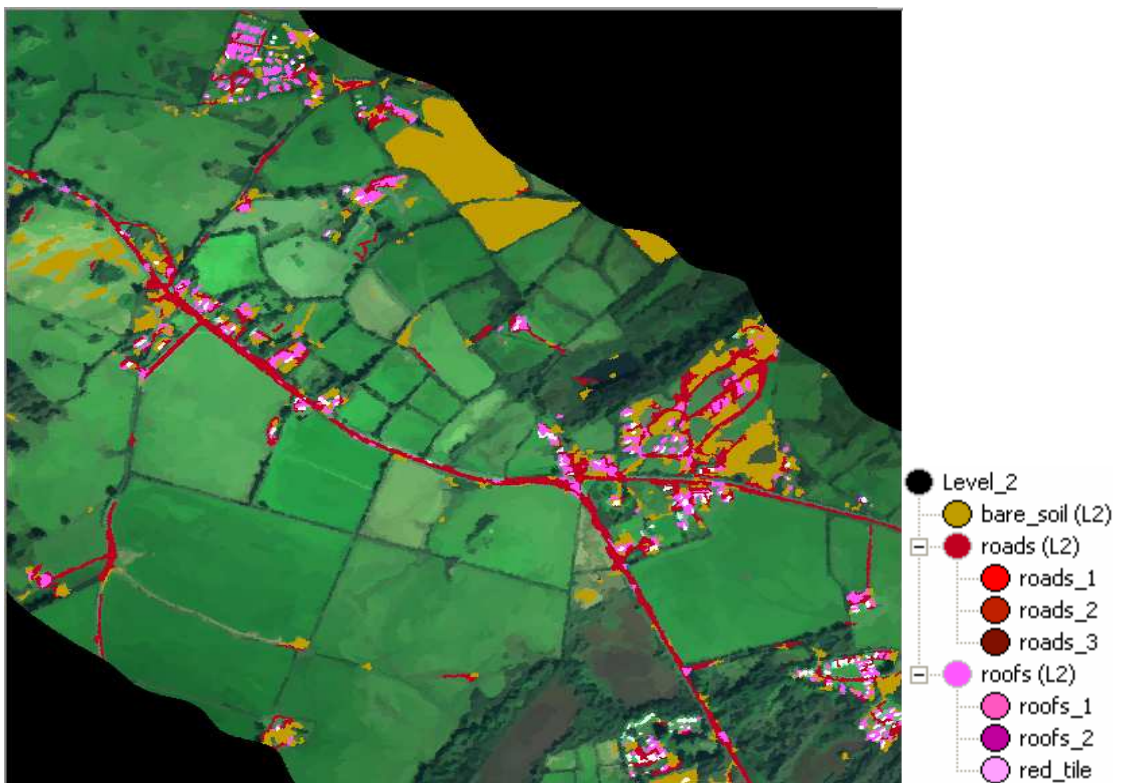 Level_2
bare_soil (L2)
roads (L2)
roads_1
roads_2
roads_3
roofs (L2)
roofs_1
roofs_2
red_tile